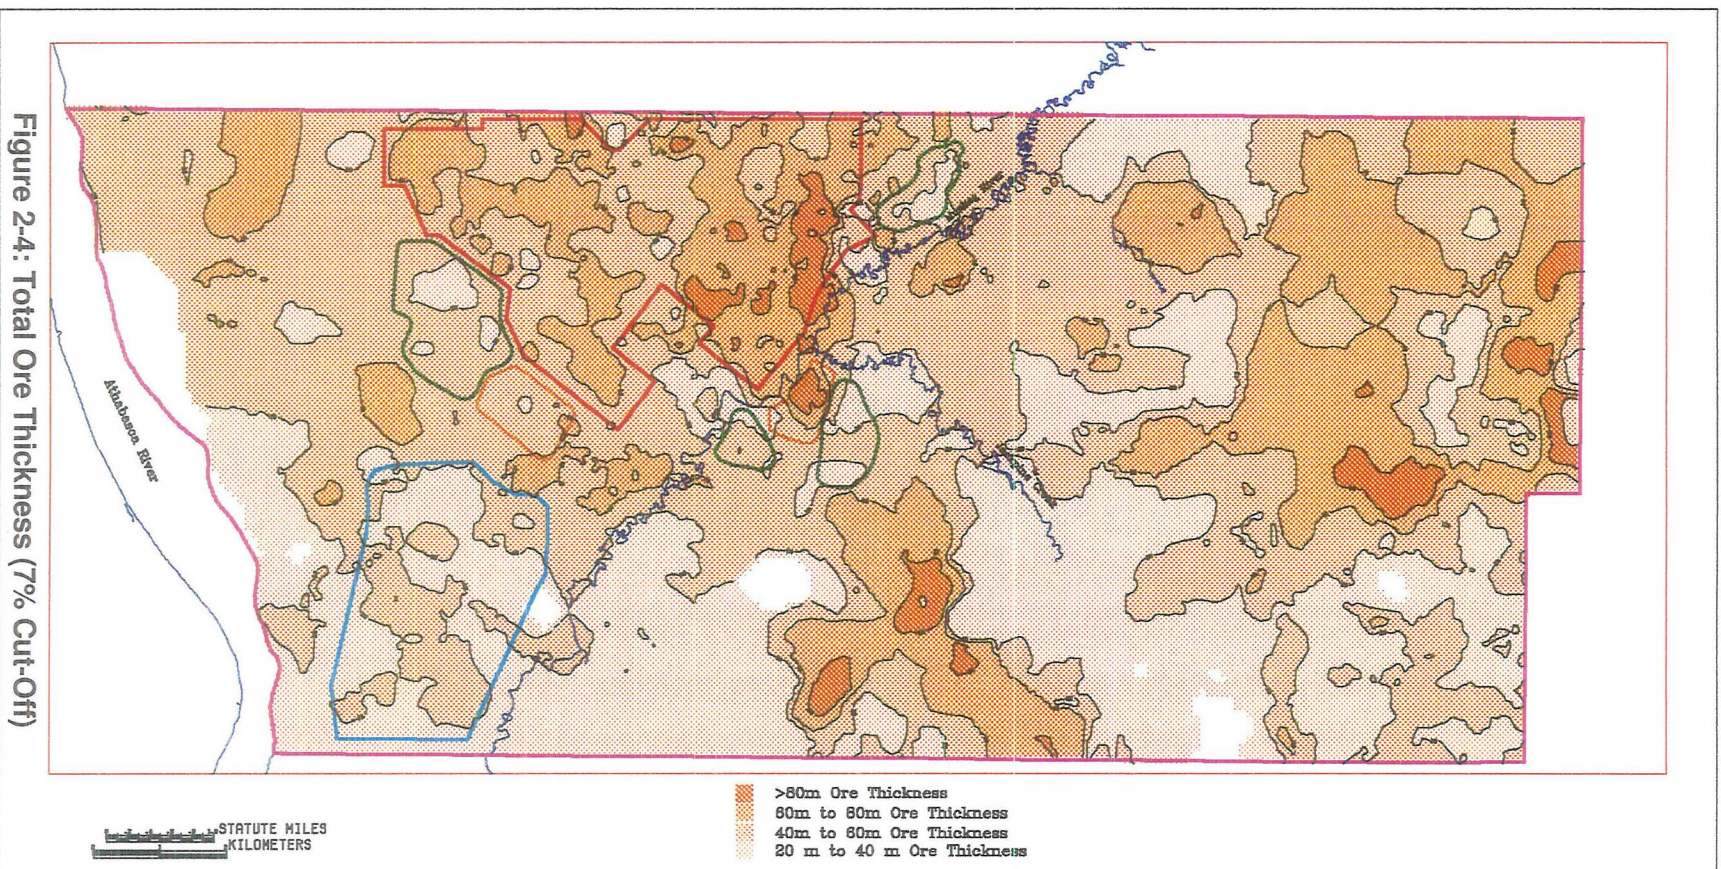 Figure 2-4: Total Ore Thickness (7% Cut-Off)
Athabasca River
River
>80m Ore Thickness
60m to 80m Ore Thickness
40m to 60m Ore Thickness
20 m to 40 m Ore Thickness
STATUTE MILES
KILOMETERS